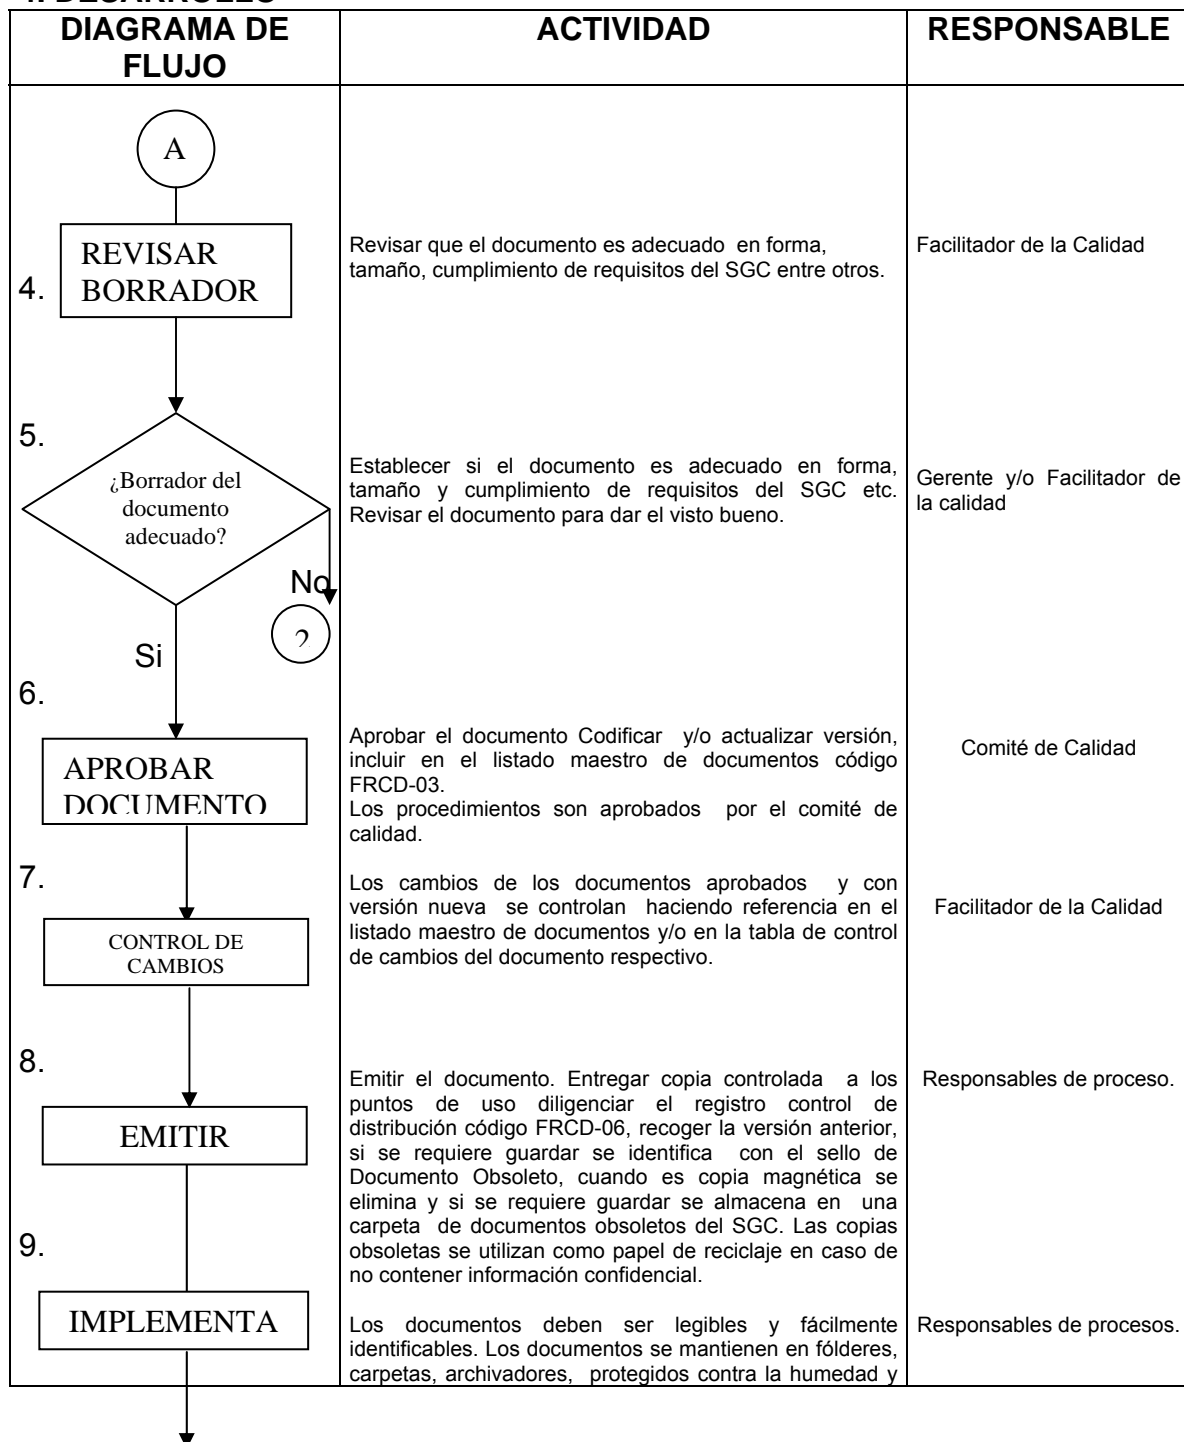 DIAGRAMA DE
FLUJO
ACTIVIDAD
RESPONSABLE
A
4.
REVISAR
BORRADOR
Revisar que el documento es adecuado en forma,
tamaño, cumplimiento de requisitos del SGC entre otros.
Facilitador de la Calidad
5.
¿Borrador del
documento
adecuado?
No
2
Si
Establecer si el documento es adecuado en forma,
tamaño y cumplimiento de requisitos del SGC etc.
Revisar el documento para dar el visto bueno.
Gerente y/o Facilitador de
la calidad
6.
APROBAR
DOCUMENTO
Aprobar el documento Codificar y/o actualizar versión,
incluir en el listado maestro de documentos código
FRCD-03.
Los procedimientos son aprobados por el comité de
calidad.
Comité de Calidad
7.
CONTROL DE
CAMBIOS
Los cambios de los documentos aprobados y con
versión nueva se controlan haciendo referencia en el
listado maestro de documentos y/o en la tabla de control
de cambios del documento respectivo.
Facilitador de la Calidad
8.
EMITIR
Emitir el documento. Entregar copia controlada a los
puntos de uso diligenciar el registro control de
distribución código FRCD-06, recoger la versión anterior,
si se requiere guardar se identifica con el sello de
Documento Obsoleto, cuando es copia magnética se
elimina y si se requiere guardar se almacena en una
carpeta de documentos obsoletos del SGC. Las copias
obsoletas se utilizan como papel de reciclaje en caso de
no contener información confidencial.
Responsables de proceso.
9.
IMPLEMENTA
Los documentos deben ser legibles y fácilmente
identificables. Los documentos se mantienen en fólderes,
carpetas, archivadores, protegidos contra la humedad y
Responsables de procesos.